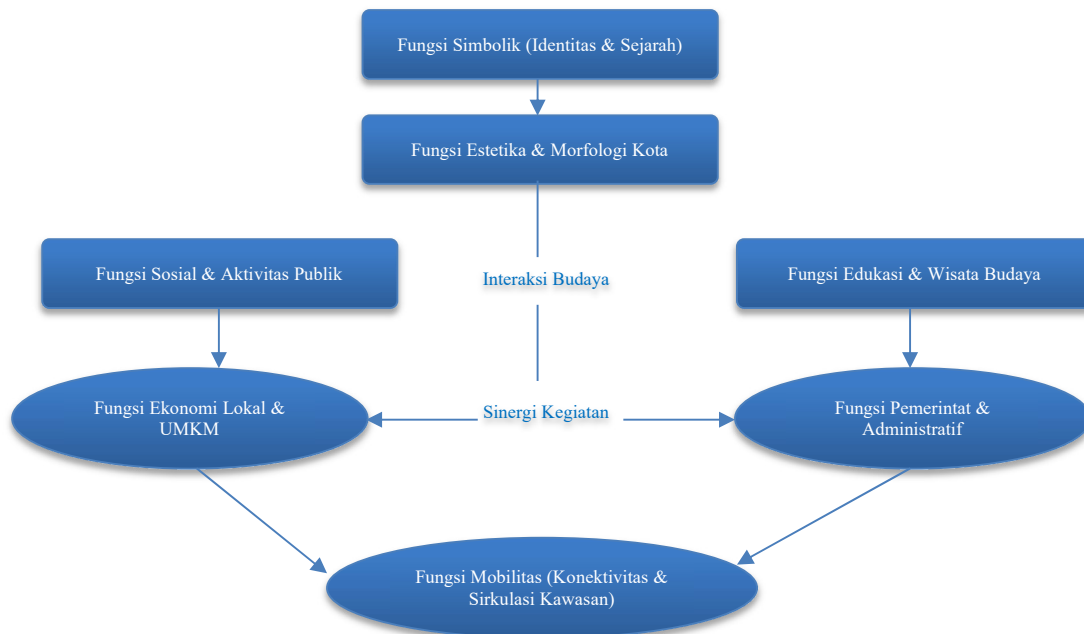 Fungsi Simbolik (Identitas & Sejarah)
Fungsi Estetika & Morfologi Kota
Fungsi Sosial & Aktivitas Publik
Interaksi Budaya
Fungsi Edukasi & Wisata Budaya
Fungsi Ekonomi Lokal &
UMKM
Sinergi Kegiatan
Fungsi Pemerintat &
Administratif
Fungsi Mobilitas (Konektivitas &
Sirkulasi Kawasan)